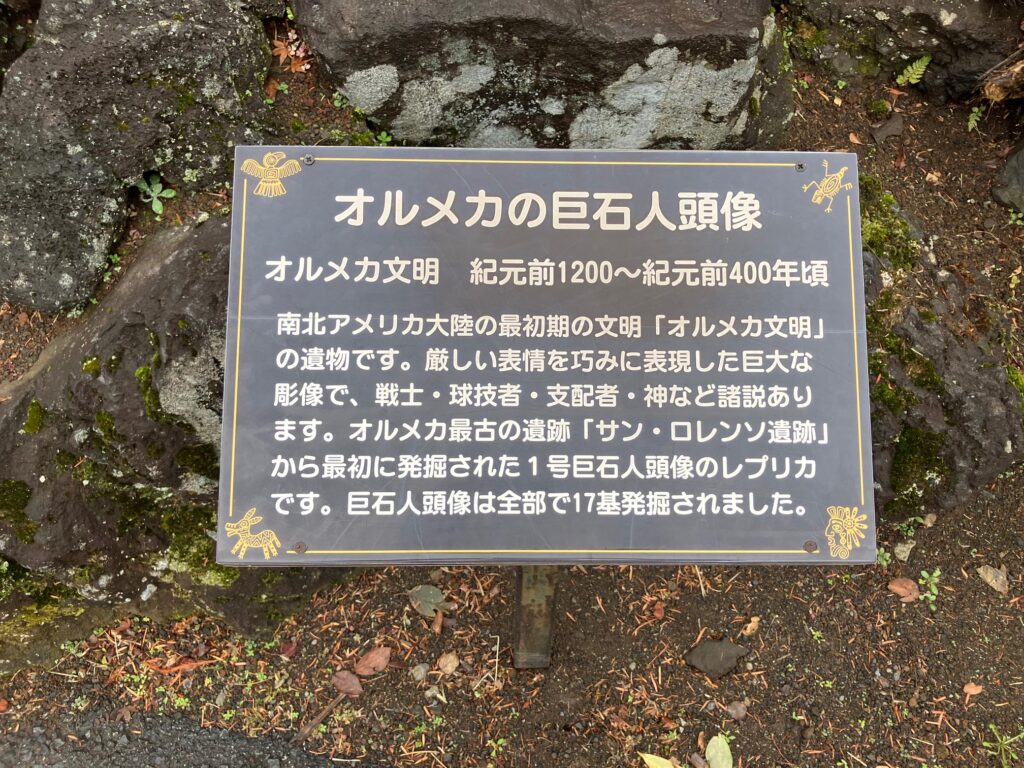 オルメカの巨石人頭像
オルメカ文明　紀元前1200～紀元前400年頃
南北アメリカ大陸の最初期の文明「オルメカ文明」
の遺物です。厳しい表情を巧みに表現した巨大な
彫像で、戦士・球技者・支配者・神など諸説あり
ます。オルメカ最古の遺跡「サン・ロレンソ遺跡」
から最初に発掘された１号巨石人頭像のレプリカ
です。巨石人頭像は全部で17基発掘されました。